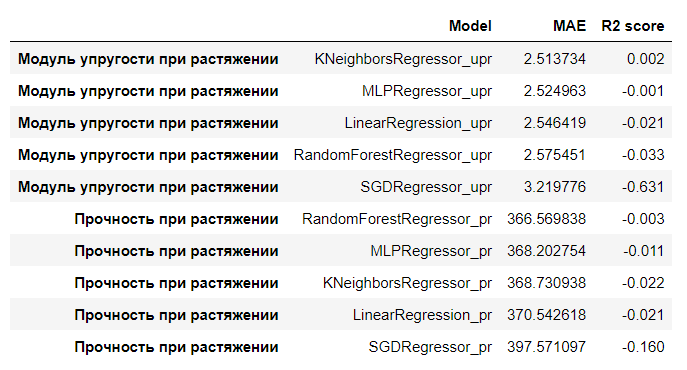 Model MAE R2 score
Модуль упругости при растяжении KNeighborsRegressor_upr 2.513734 0.002
Модуль упругости при растяжении MLPRegressor_upr 2.524963 -0.001
Модуль упругости при растяжении LinearRegression_upr 2.546419 -0.021
Модуль упругости при растяжении RandomForestRegressor_upr 2.575451 -0.033
Модуль упругости при растяжении SGDRegressor_upr 3.219776 -0.631
Прочность при растяжении RandomForestRegressor_pr 366.569838 -0.003
Прочность при растяжении MLPRegressor_pr 368.202754 -0.011
Прочность при растяжении KNeighborsRegressor_pr 368.730938 -0.022
Прочность при растяжении LinearRegression_pr 370.542618 -0.021
Прочность при растяжении SGDRegressor_pr 397.571097 -0.160